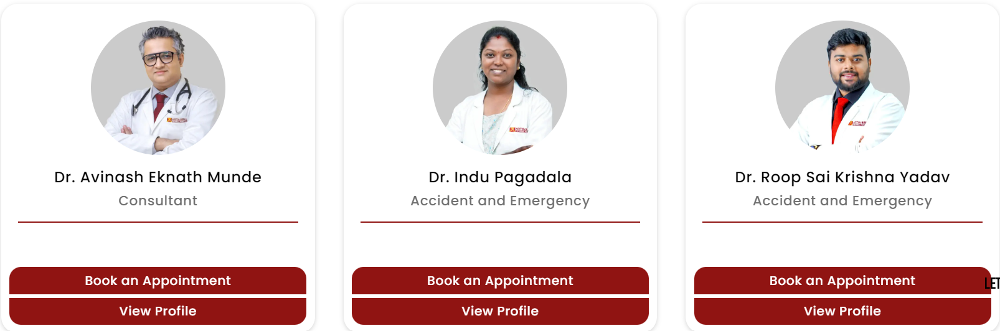 Dr. Avinash Eknath Munde
Consultant
Book an Appointment
View Profile
Dr. Indu Pagadala
Accident and Emergency
Book an Appointment
View Profile
Dr. Roop Sai Krishna Yadav
Accident and Emergency
Book an Appointment
View Profile